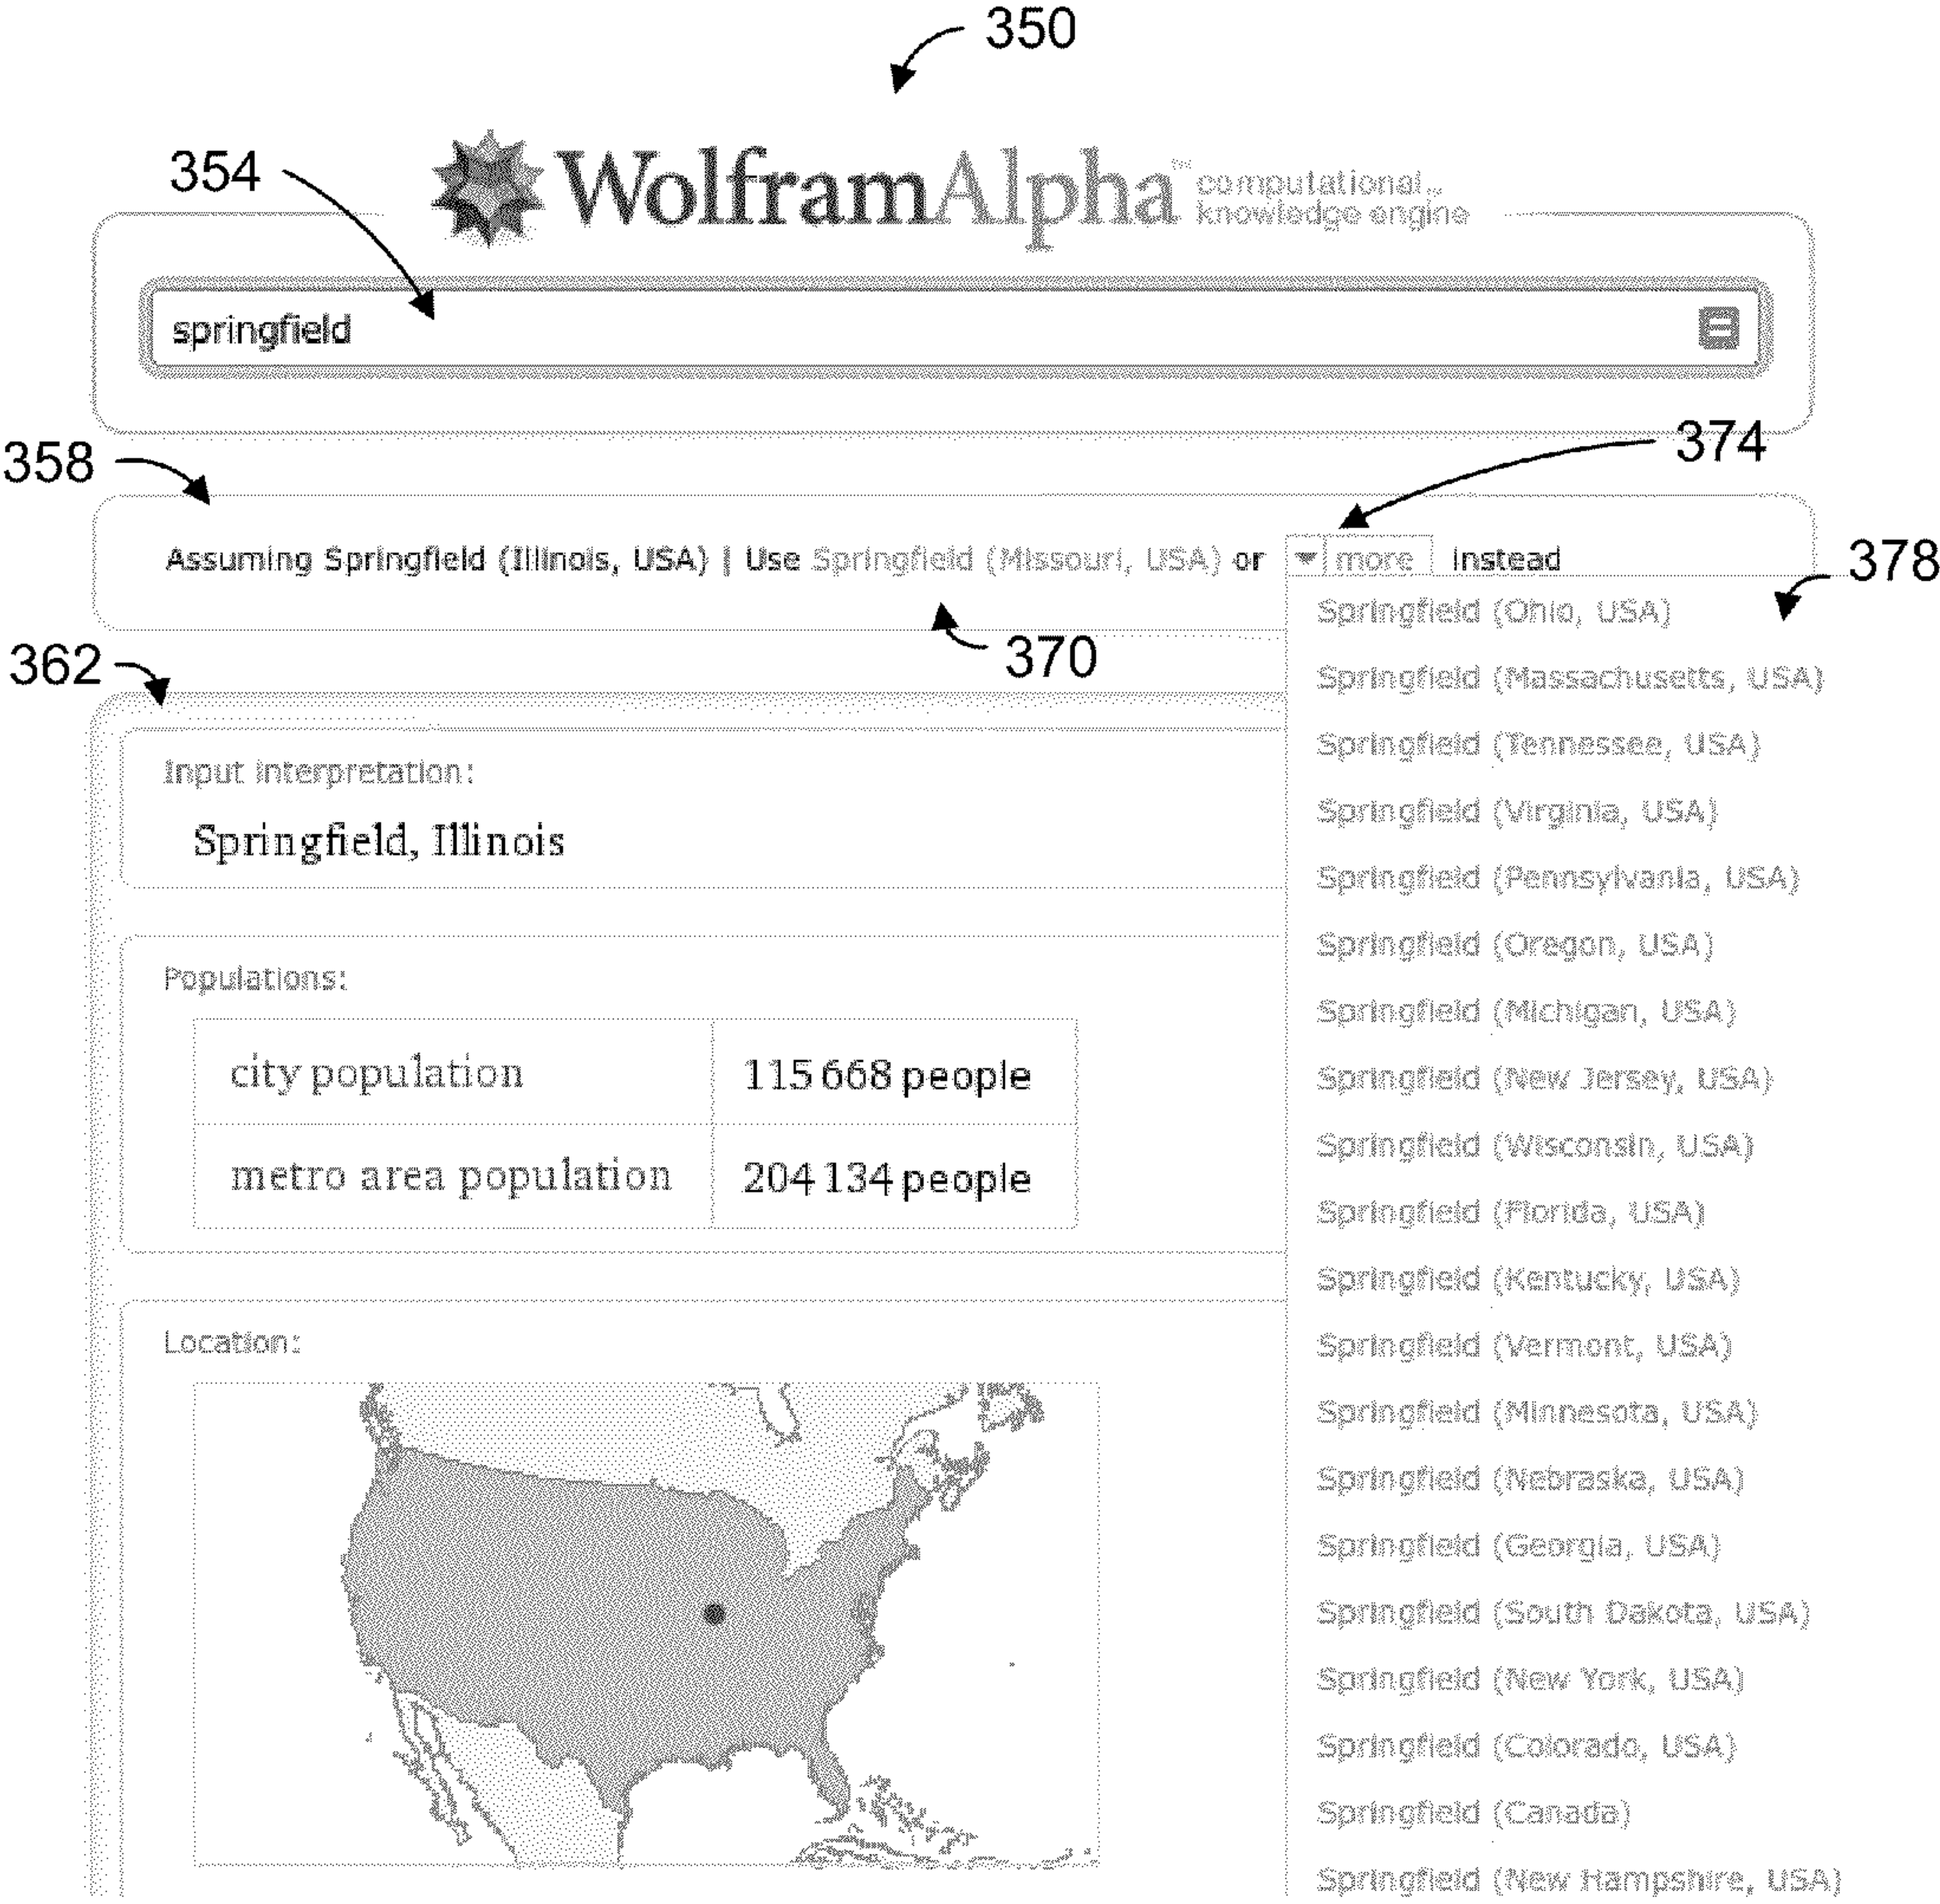 350
354
WolframAlpha™ computational™
knowledge engine
springfield
358
374
Assuming Springfield (Illinois, USA) | Use Springfield (Missouri, USA) or more instead
378
Springfield (Ohio, USA)
370
362
Springfield (Massachusetts, USA)
Springfield (Tennessee, USA)
Input interpretation:
Springfield (Virginia, USA)
Springfield, Illinois
Springfield (Pennsylvania, USA)
Springfield (Oregon, USA)
Populations:
Springfield (Michigan, USA)
city population 115 668 people
Springfield (New Jersey, USA)
Springfield (Wisconsin, USA)
metro area population 204 134 people
Springfield (Florida, USA)
Springfield (Kentucky, USA)
Location:
Springfield (Vermont, USA)
Springfield (Minnesota, USA)
Springfield (Nebraska, USA)
Springfield (Georgia, USA)
Springfield (South Dakota, USA)
Springfield (New York, USA)
Springfield (Colorado, USA)
Springfield (Canada)
Springfield (New Hampshire, USA)